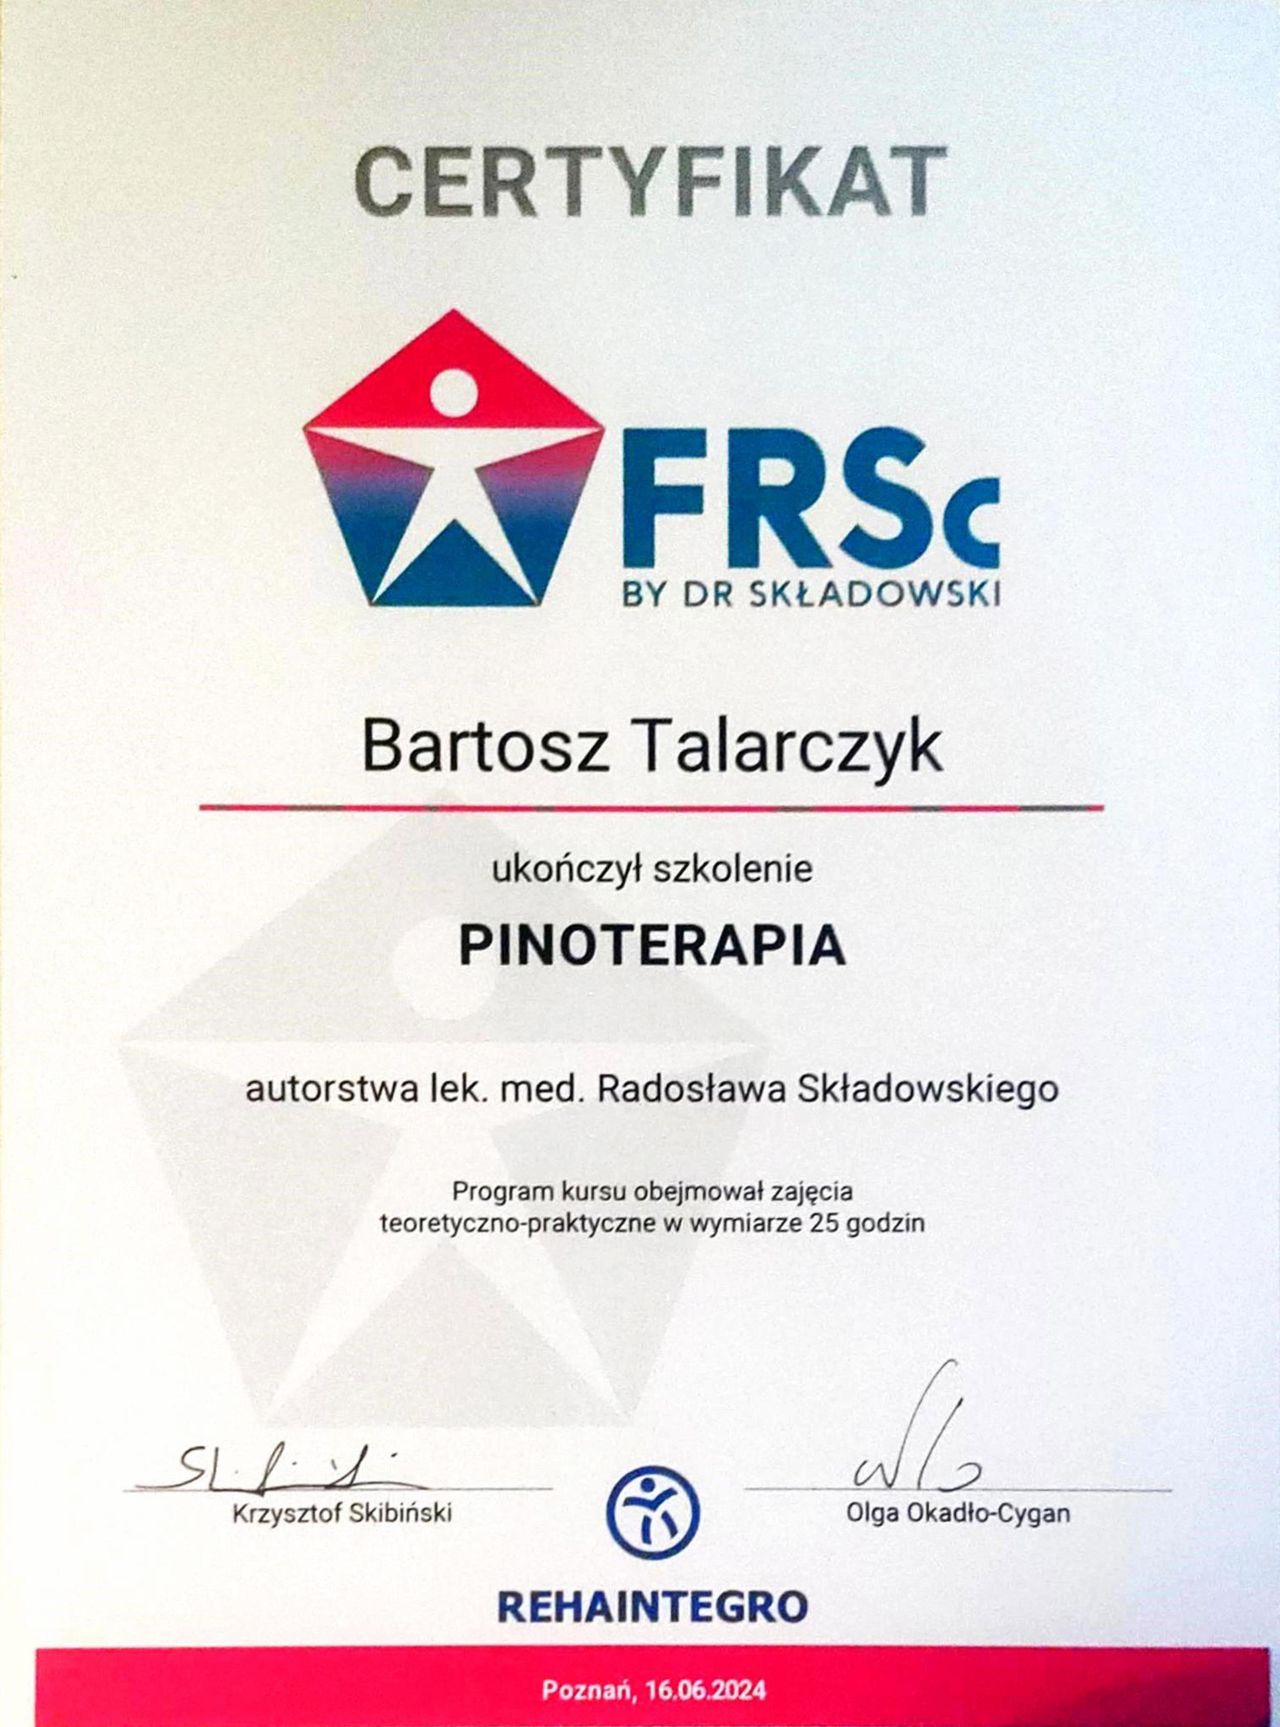 CERTYFIKAT
FRSc
BY DR SKŁADOWSKI
Bartosz Talarczyk
ukończył szkolenie
PINOTERAPIA
autorstwa lek. med. Radosława Składowskiego
Program kursu obejmował zajęcia
teoretyczno-praktyczne w wymiarze 25 godzin
Krzysztof Skibiński
Olga Okadło-Cygan
REHAINTEGRO
Poznań, 16.06.2024